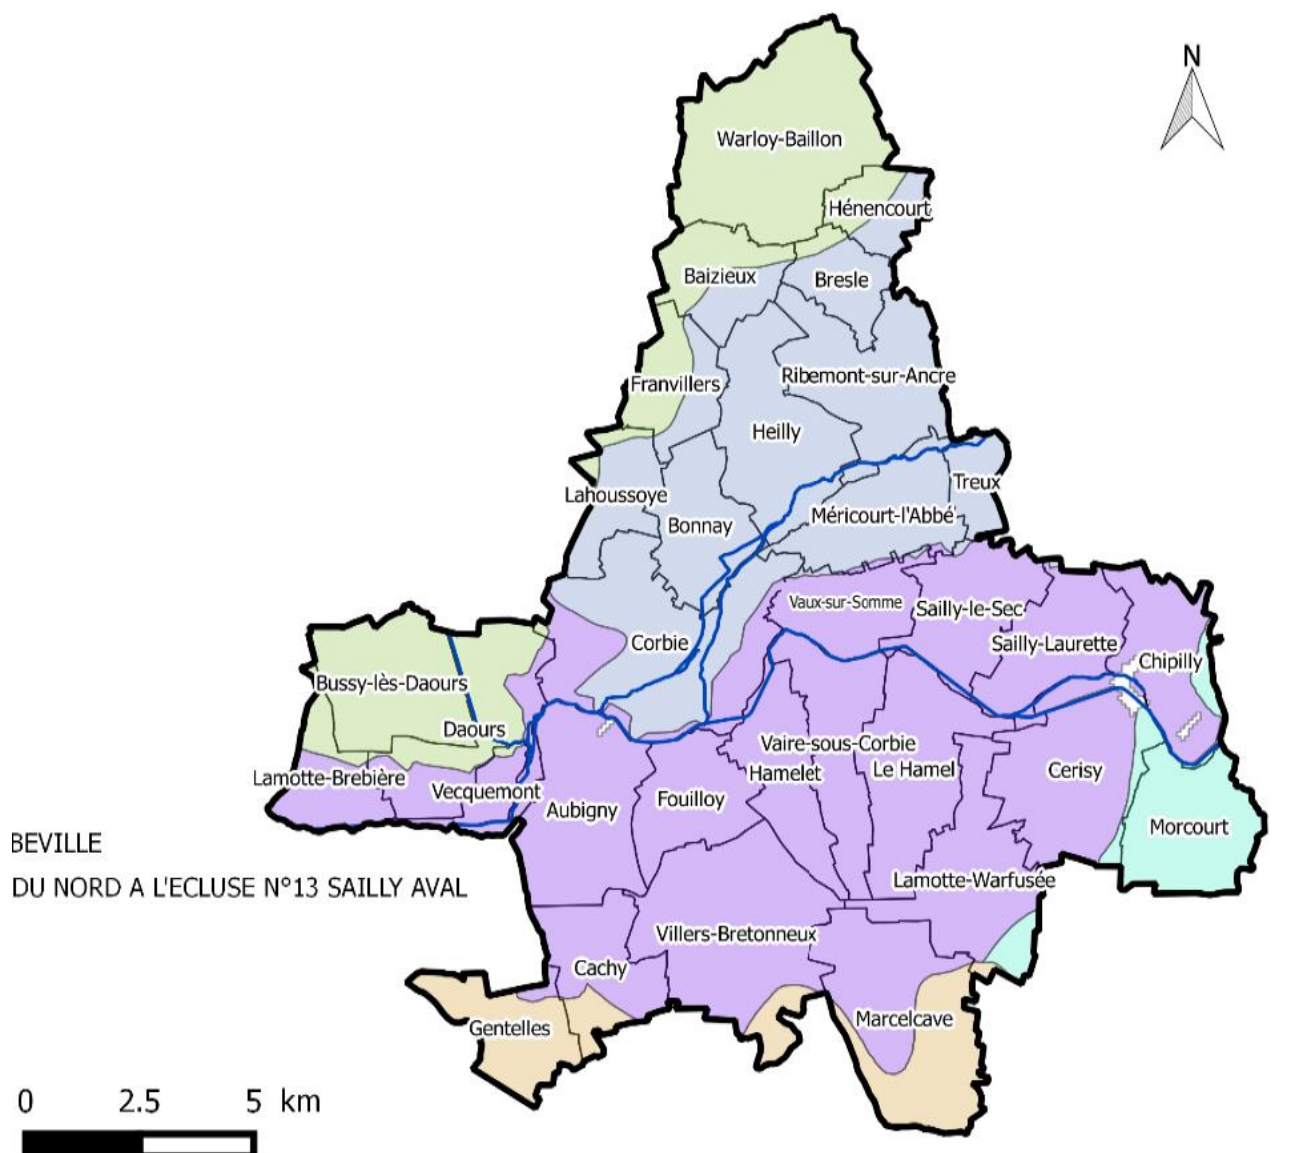 N
Warloy-Baillon
Hénencourt
Baizieux
Bresle
Franvillers
Ribemont-sur-Ancre
Heilly
Treux
Lahoussoye
Méricourt-l'Abbé
Bonnay
Vaux-sur-Somme
Sailly-le-Sec
Corbie
Sailly-Laurette
Chipilly
Bussy-lès-Daours
Daours
Vaire-sous-Corbie
Lamotte-Brebière
Hamelet
Le Hamel
Cerisy
Vecquemont
Fouilloy
Aubigny
Morcourt
BEVILLE
Lamotte-Warfusée
DU NORD A L'ECLUSE N°13 SAILLY AVAL
Villers-Bretonneux
Cachy
Marcelcave
Gentelles
0 2.5 5 km